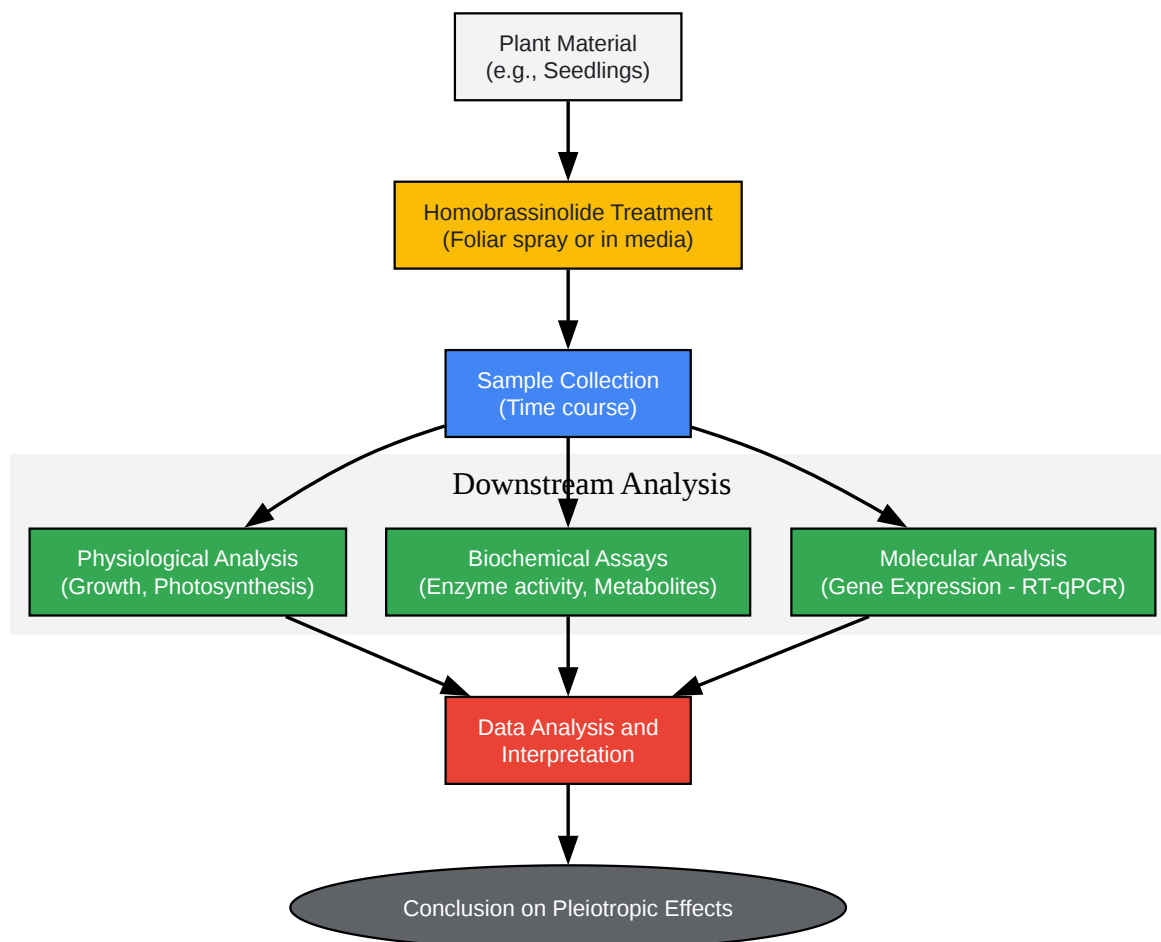 Plant Material
(e.g., Seedlings)
Homobrassinolide Treatment
(Foliar spray or in media)
Sample Collection
(Time course)
Downstream Analysis
Physiological Analysis
(Growth, Photosynthesis)
Biochemical Assays
(Enzyme activity, Metabolites)
Molecular Analysis
(Gene Expression - RT-qPCR)
Data Analysis and
Interpretation
Conclusion on Pleiotropic Effects